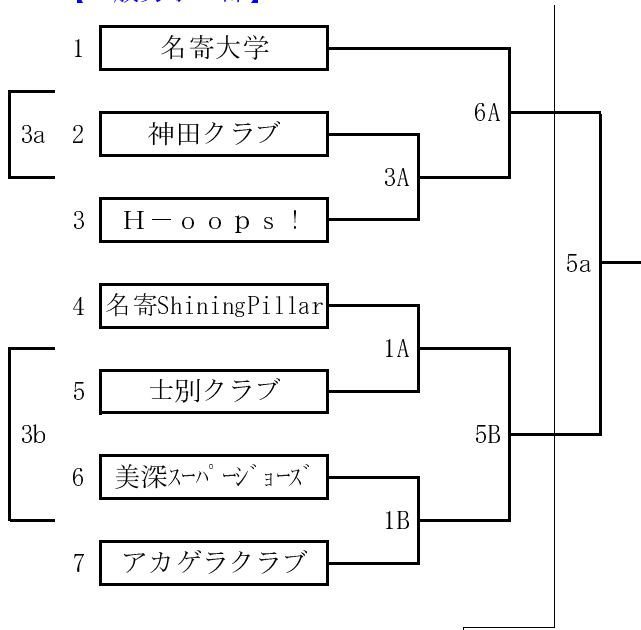 1 名寄大学
6A
3a 2 神田クラブ
3A
3 Ｈ－ｏｏｐｓ！
5a
4 名寄ShiningPillar
1A
5 士別クラブ
3b 5B
6 美深ｽｰﾊﾟｰｼﾞｮｰｽﾞ
1B
7 アカゲラクラブ